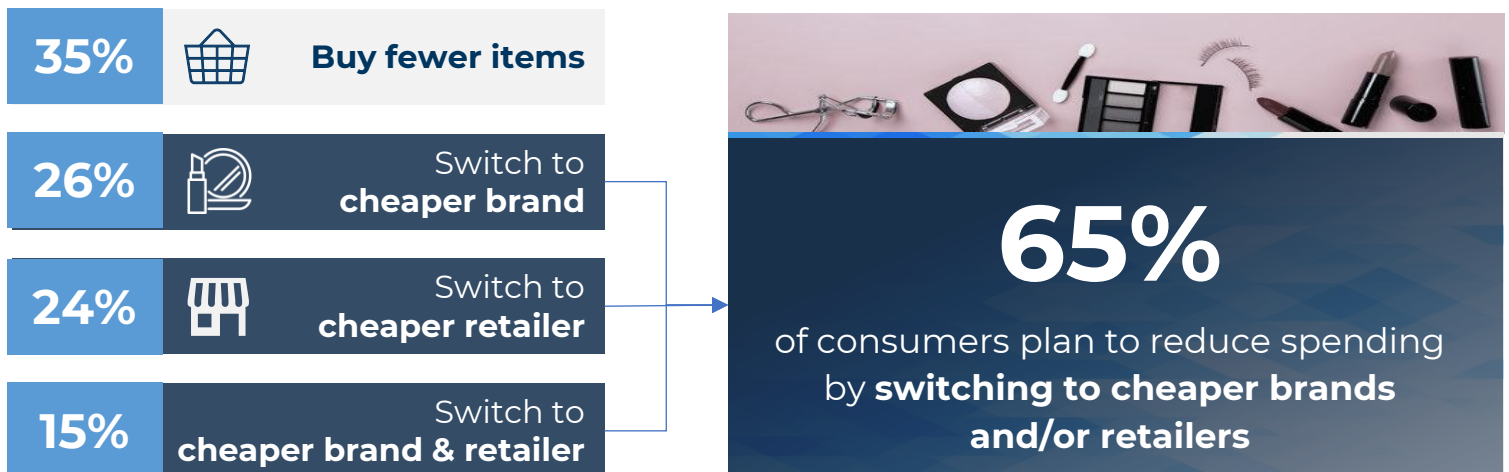 35%
Buy fewer items
26%
Switch to
cheaper brand
24%
Switch to
cheaper retailer
15%
Switch to
cheaper brand & retailer
65%
of consumers plan to reduce spending
by switching to cheaper brands
and/or retailers